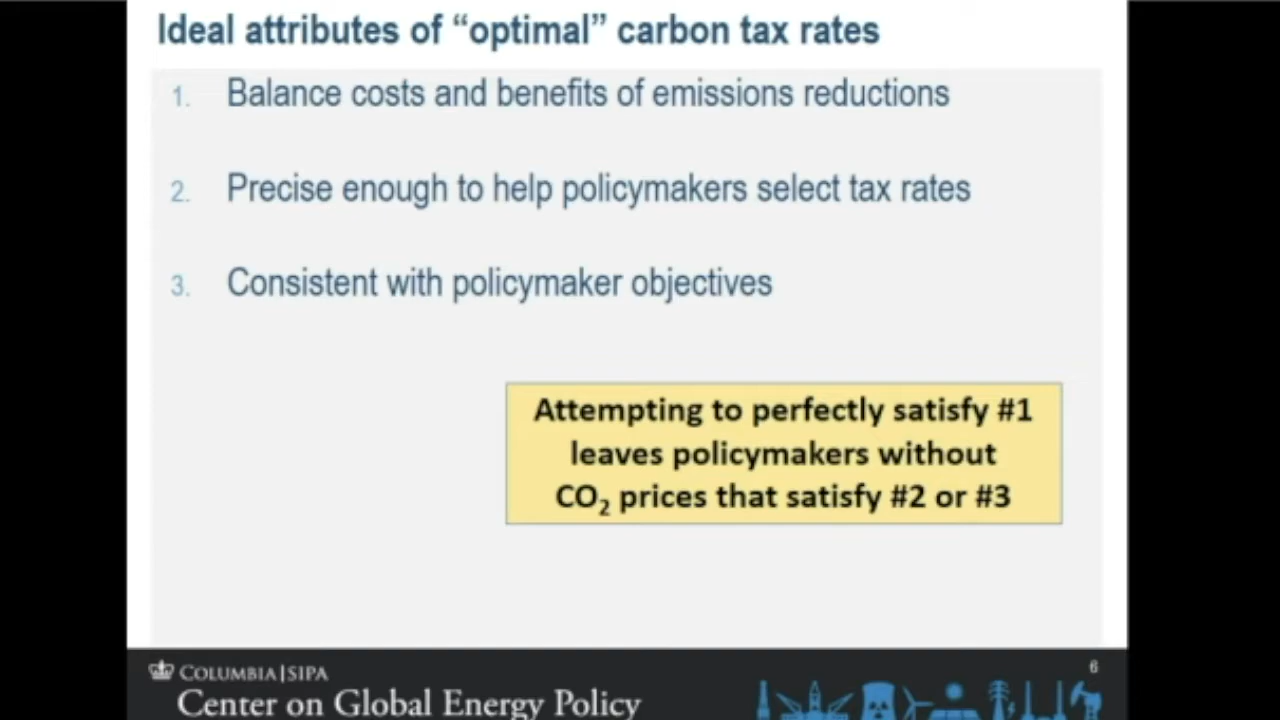 Ideal attributes of “optimal” carbon tax rates
1. Balance costs and benefits of emissions reductions
2. Precise enough to help policymakers select tax rates
3. Consistent with policymaker objectives
Attempting to perfectly satisfy #1
leaves policymakers without
CO₂ prices that satisfy #2 or #3
6
COLUMBIA|SIPA
Center on Global Energy Policy